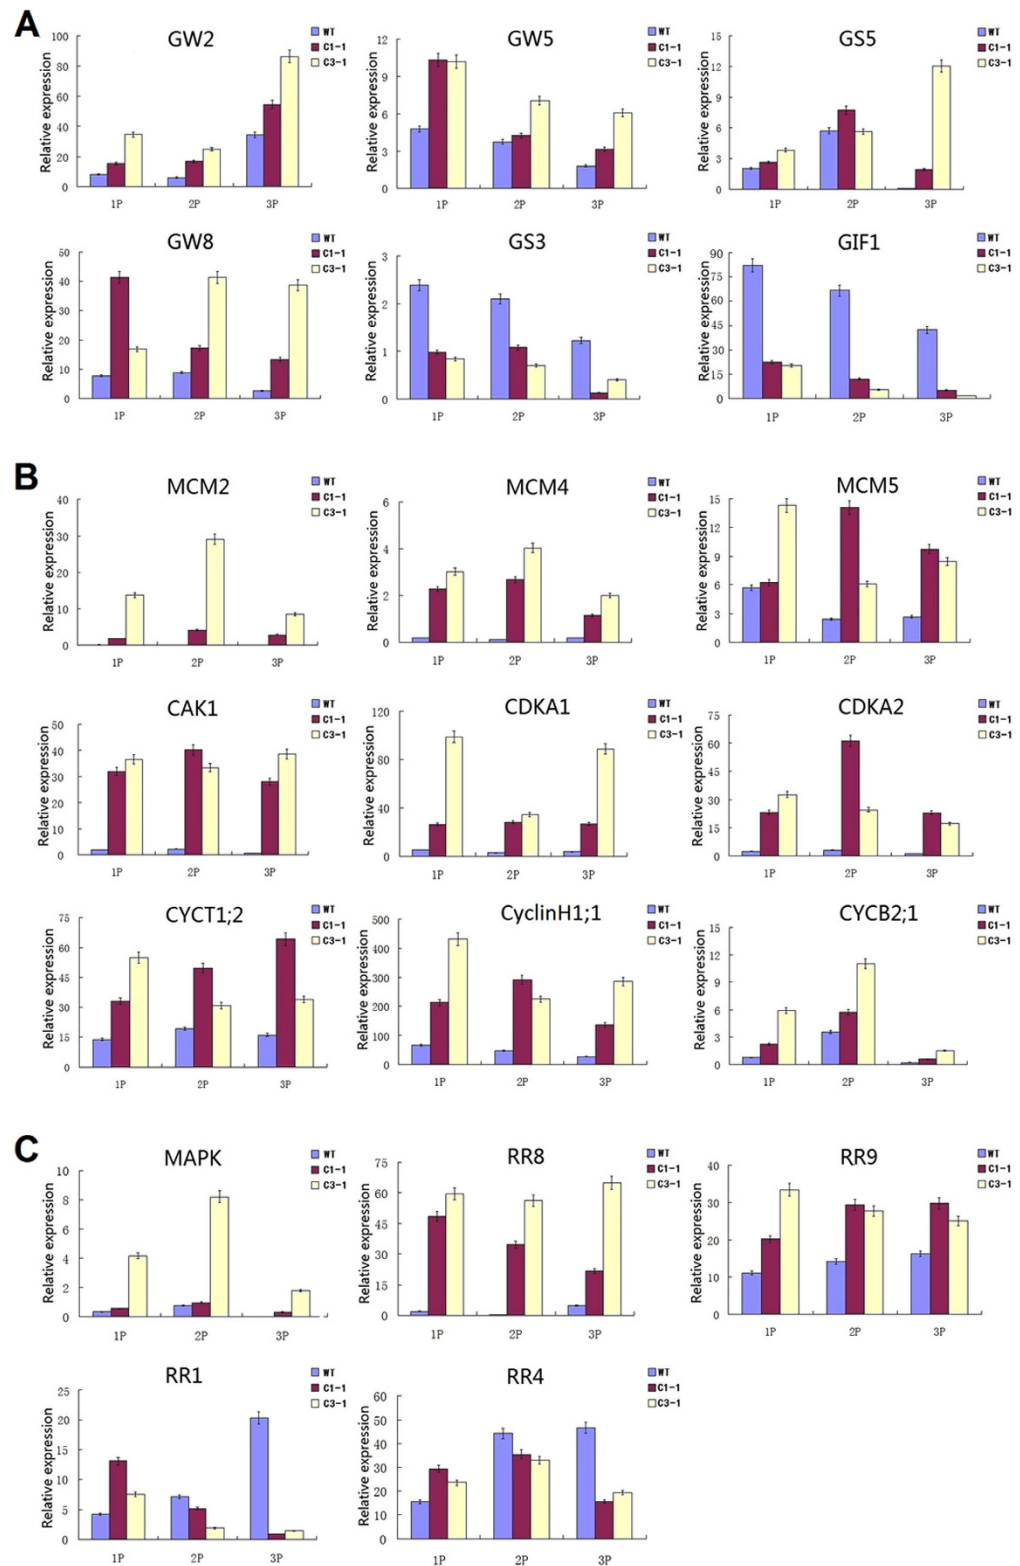 A
GW2
WT
C1-1
C3-1
Relative expression
100
80
60
40
20
0
1P 2P 3P
GW5
WT
C1-1
C3-1
Relative expression
12
9
6
3
0
1P 2P 3P
GS5
WT
C1-1
C3-1
Relative expression
15
12
9
6
3
0
1P 2P 3P
GW8
WT
C1-1
C3-1
Relative expression
50
40
30
20
10
0
1P 2P 3P
GS3
WT
C1-1
C3-1
Relative expression
3
2
1
0
1P 2P 3P
GIF1
WT
C1-1
C3-1
Relative expression
90
75
60
45
30
15
0
1P 2P 3P
B
MCM2
WT
C1-1
C3-1
Relative expression
40
30
20
10
0
1P 2P 3P
MCM4
WT
C1-1
C3-1
Relative expression
6
4
2
0
1P 2P 3P
MCM5
WT
C1-1
C3-1
Relative expression
15
12
9
6
3
0
1P 2P 3P
CAK1
WT
C1-1
C3-1
Relative expression
50
40
30
20
10
0
1P 2P 3P
CDKA1
WT
C1-1
C3-1
Relative expression
120
80
40
0
1P 2P 3P
CDKA2
WT
C1-1
C3-1
Relative expression
75
60
45
30
15
0
1P 2P 3P
CYCT1;2
WT
C1-1
C3-1
Relative expression
75
60
45
30
15
0
1P 2P 3P
CyclinH1;1
WT
C1-1
C3-1
Relative expression
500
400
300
200
100
0
1P 2P 3P
CYCB2;1
WT
C1-1
C3-1
Relative expression
15
12
9
6
3
0
1P 2P 3P
C
MAPK
WT
C1-1
C3-1
Relative expression
10
8
6
4
2
0
1P 2P 3P
RR8
WT
C1-1
C3-1
Relative expression
75
60
45
30
15
0
1P 2P 3P
RR9
WT
C1-1
C3-1
Relative expression
40
30
20
10
0
1P 2P 3P
RR1
WT
C1-1
C3-1
Relative expression
25
20
15
10
5
0
1P 2P 3P
RR4
WT
C1-1
C3-1
Relative expression
60
50
40
30
20
10
0
1P 2P 3P